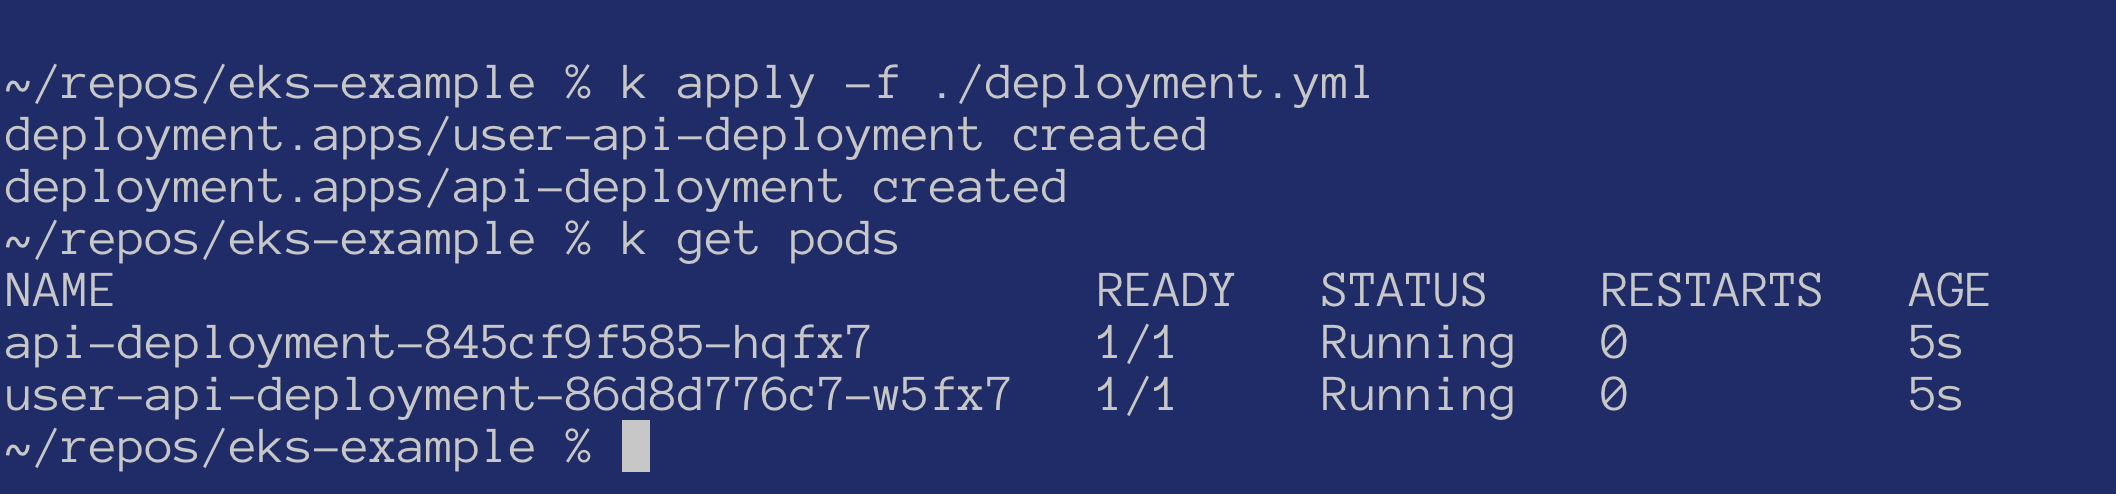 ~/repos/eks-example % k apply -f ./deployment.yml
deployment.apps/user-api-deployment created
deployment.apps/api-deployment created
~/repos/eks-example % k get pods
NAME                                   READY   STATUS    RESTARTS   AGE
api-deployment-845cf9f585-hqfx7        1/1     Running   0          5s
user-api-deployment-86d8d776c7-w5fx7   1/1     Running   0          5s
~/repos/eks-example %